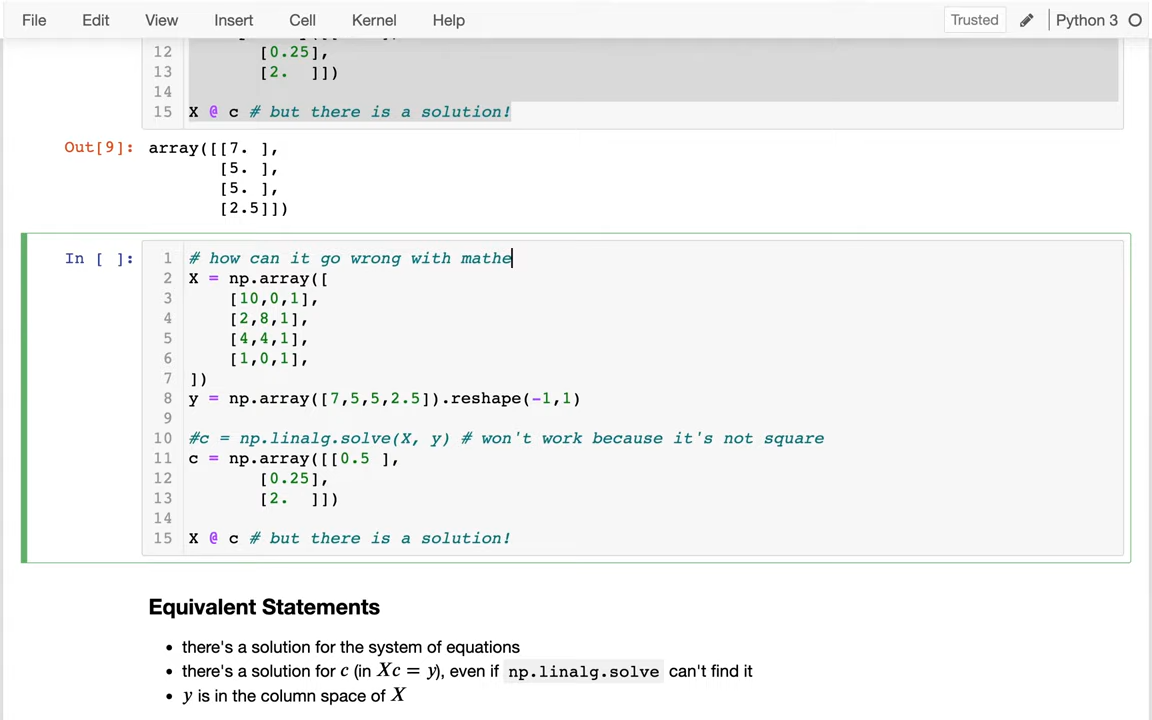 File Edit View Insert Cell Kernel Help Trusted Python 3
12 [0.25],
13 [2. ]])
14
15 X @ c # but there is a solution!
Out[9]: array([[7. ],
[5. ],
[5. ],
[2.5]])
In [ ]: 1 # how can it go wrong with mathe
2 X = np.array([
3 [10,0,1],
4 [2,8,1],
5 [4,4,1],
6 [1,0,1],
7 ])
8 y = np.array([7,5,5,2.5]).reshape(-1,1)
9
10 #c = np.linalg.solve(X, y) # won't work because it's not square
11 c = np.array([[0.5 ],
12 [0.25],
13 [2. ]])
14
15 X @ c # but there is a solution!
Equivalent Statements
• there's a solution for the system of equations
• there's a solution for c (in Xc = y), even if np.linalg.solve can't find it
• y is in the column space of X